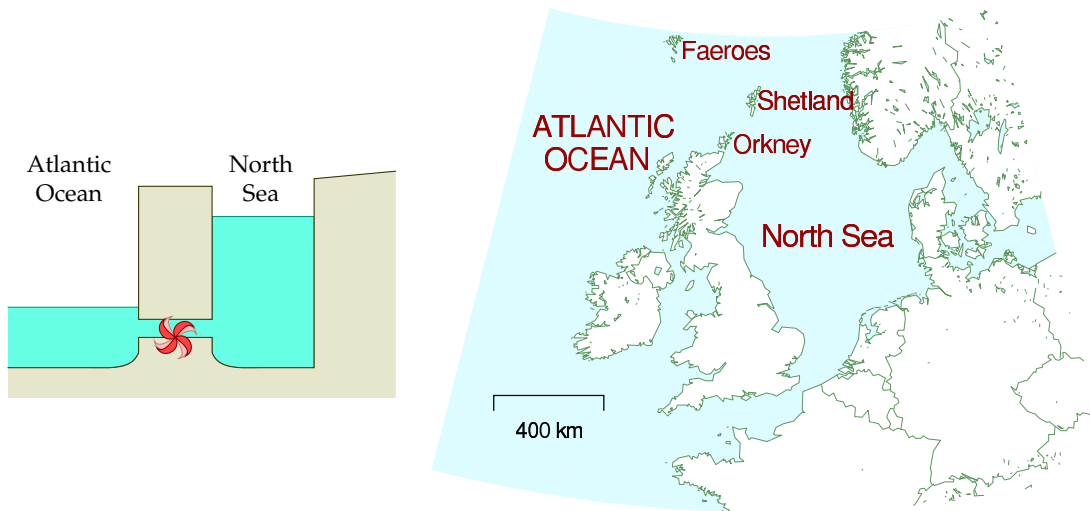 Atlantic
Ocean
North
Sea
Faeroes
Shetland
ATLANTIC
OCEAN
Orkney
North Sea
400 km